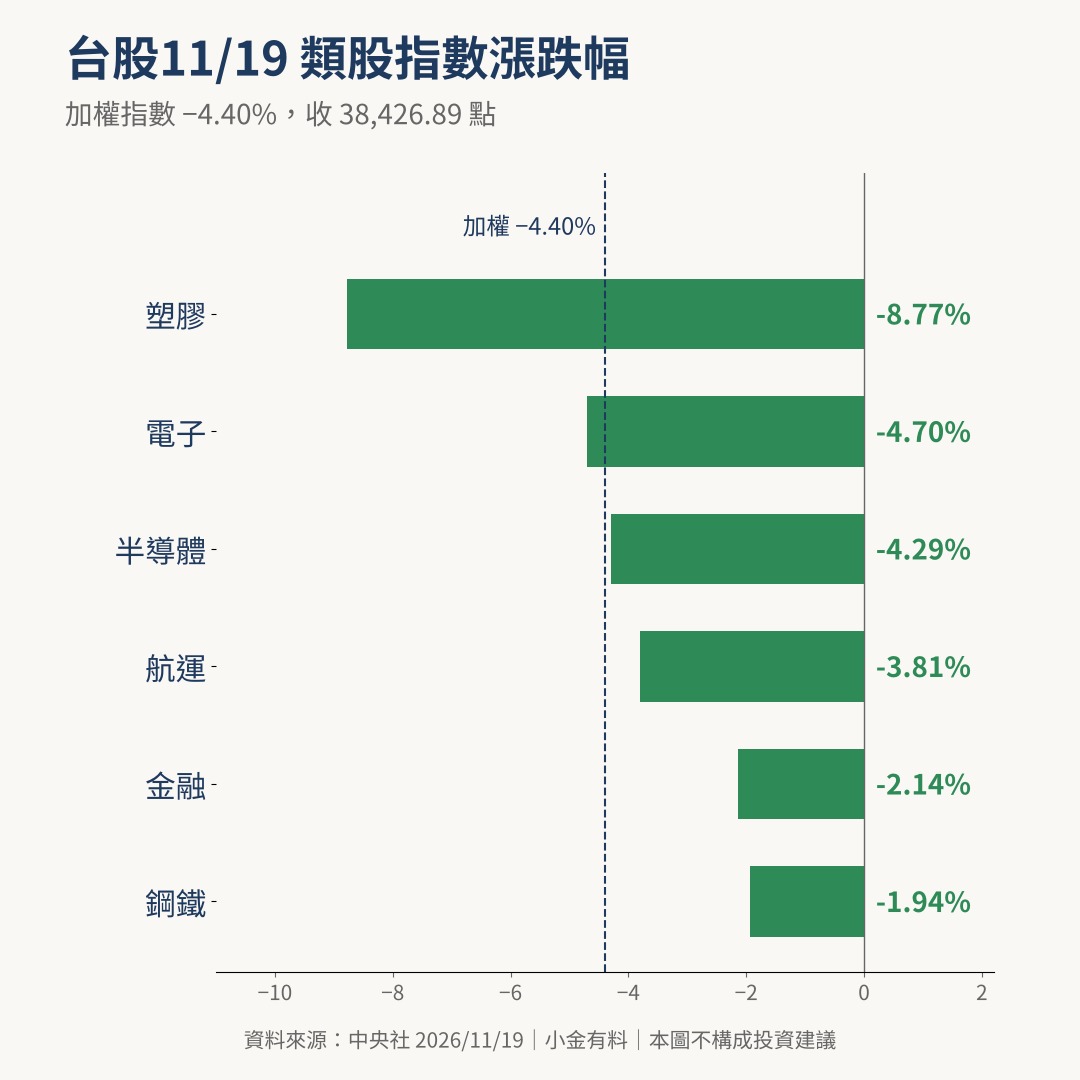 台股11/19 類股指數漲跌幅
加權指數 −4.40%，收 38,426.89 點
加權 −4.40%
塑膠 -8.77%
電子 -4.70%
半導體 -4.29%
航運 -3.81%
金融 -2.14%
鋼鐵 -1.94%
−10 −8 −6 −4 −2 0 2
資料來源：中央社 2026/11/19｜小金有料｜本圖不構成投資建議